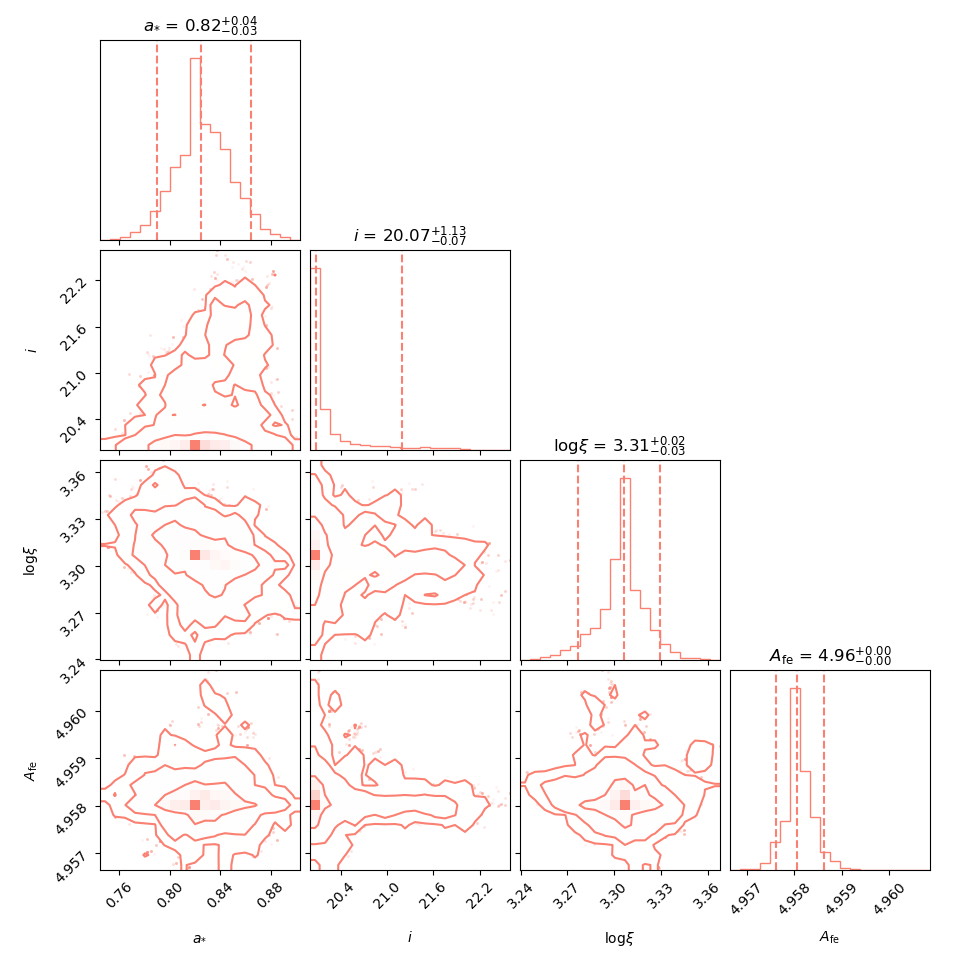 a* = 0.82+0.04 −0.03
i = 20.07+1.13 −0.07
22.2
21.6
21.0
20.4
i
logξ = 3.31+0.02 −0.03
3.36
3.33
3.30
3.27
3.24
logξ
Afe = 4.96+0.00 −0.00
4.960
4.959
4.958
4.957
Afe
0.76 0.80 0.84 0.88
20.4 21.0 21.6 22.2
3.24 3.27 3.30 3.33 3.36
4.957 4.958 4.959 4.960
a* i logξ Afe